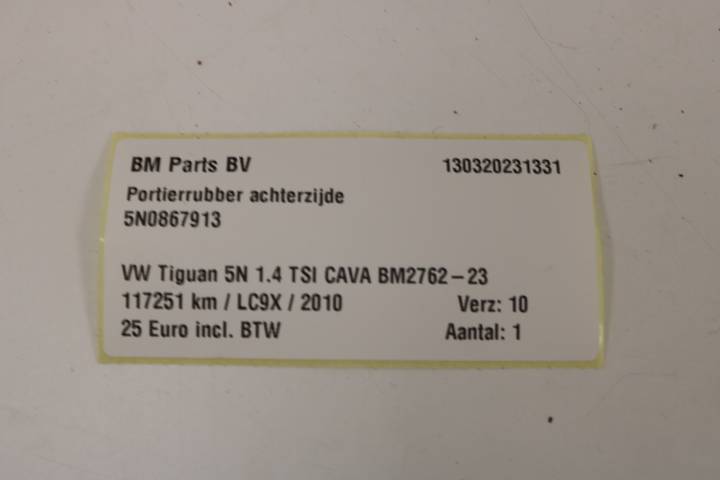 BM Parts BV 130320231331
Portierrubber achterzijde
5N0867913
VW Tiguan 5N 1.4 TSI CAVA BM2762-23
117251 km / LC9X / 2010 Verz: 10
25 Euro incl. BTW Aantal: 1